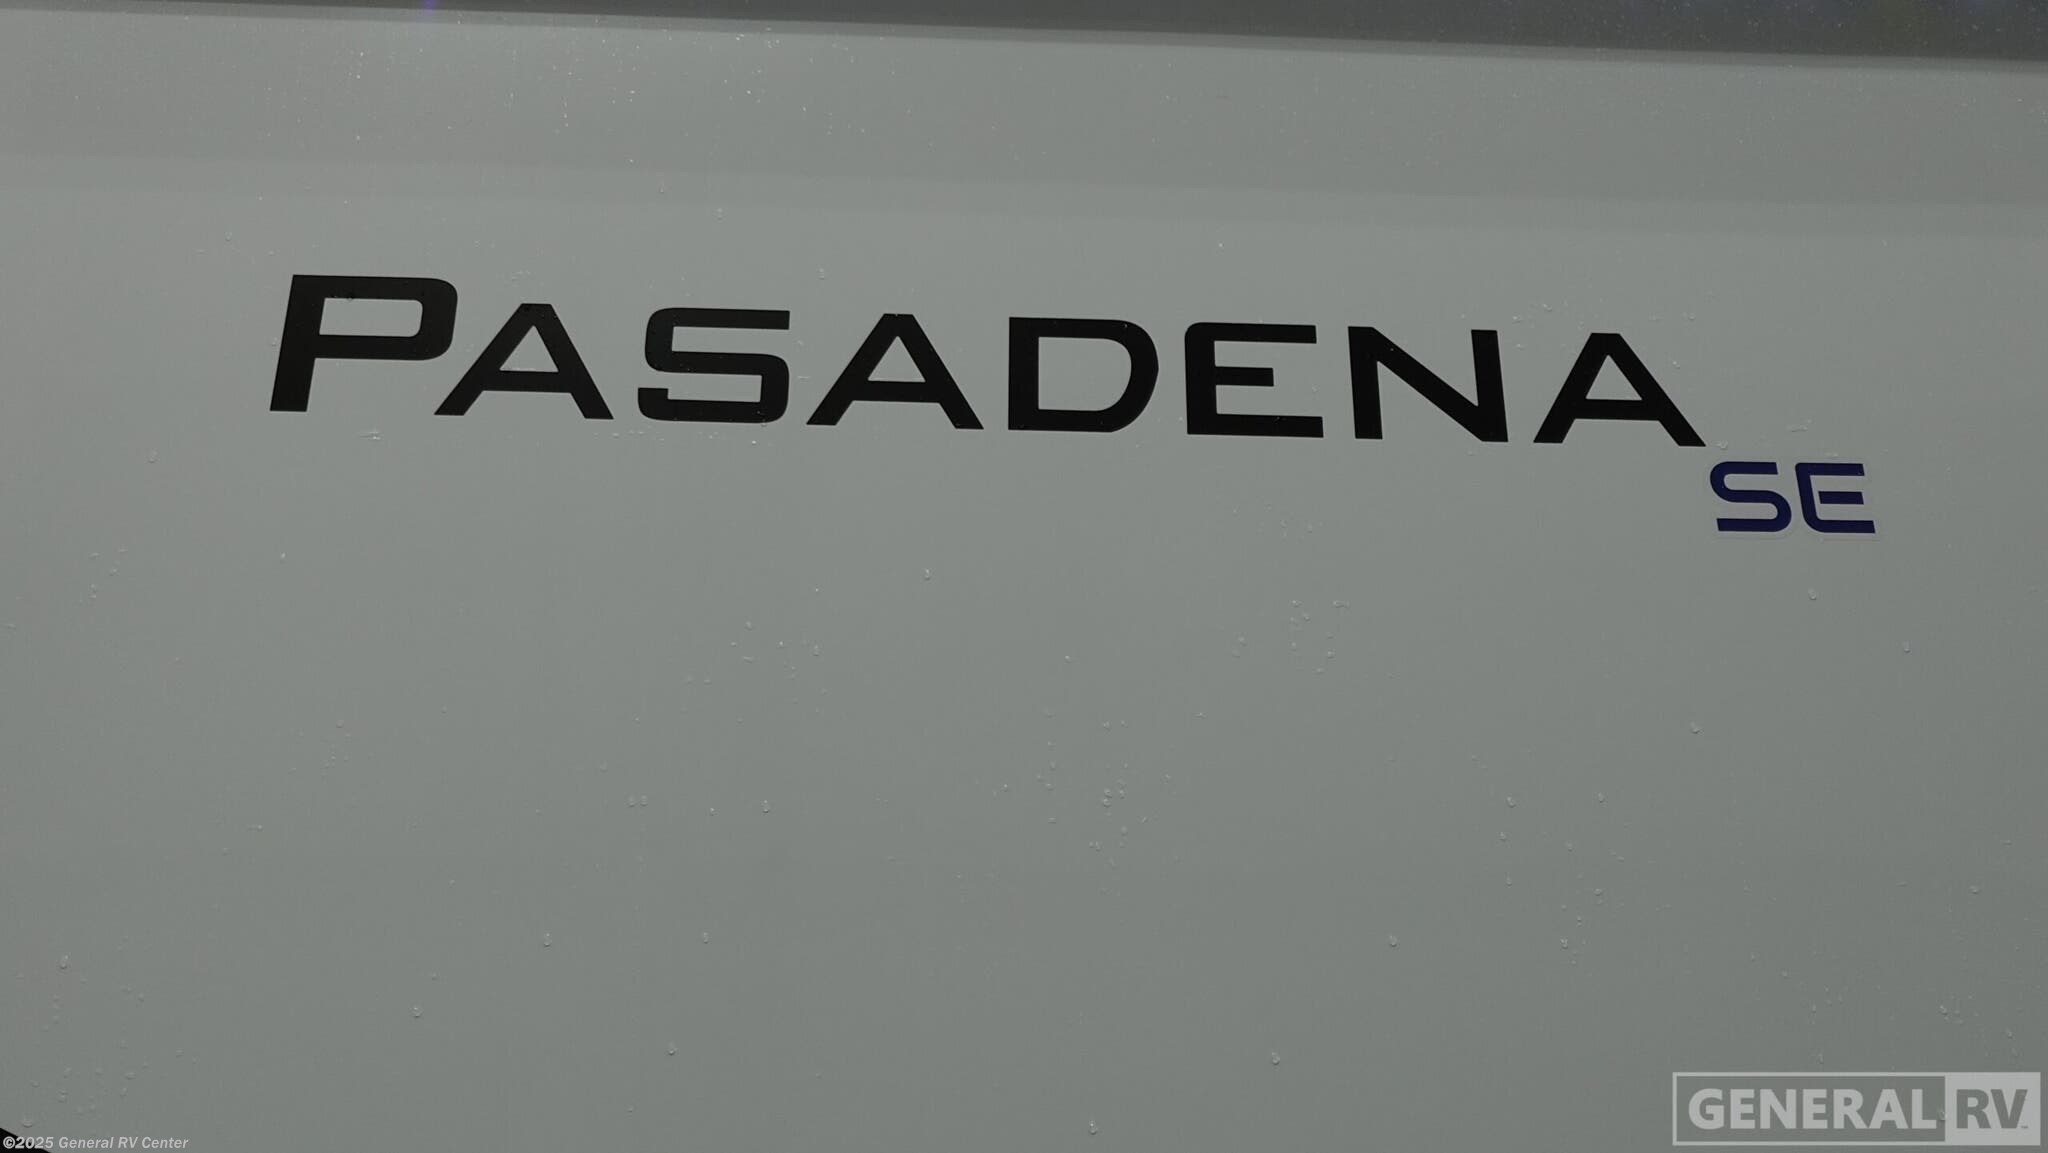 PASADENA
SE
GENERAL RV
©2025 General RV Center